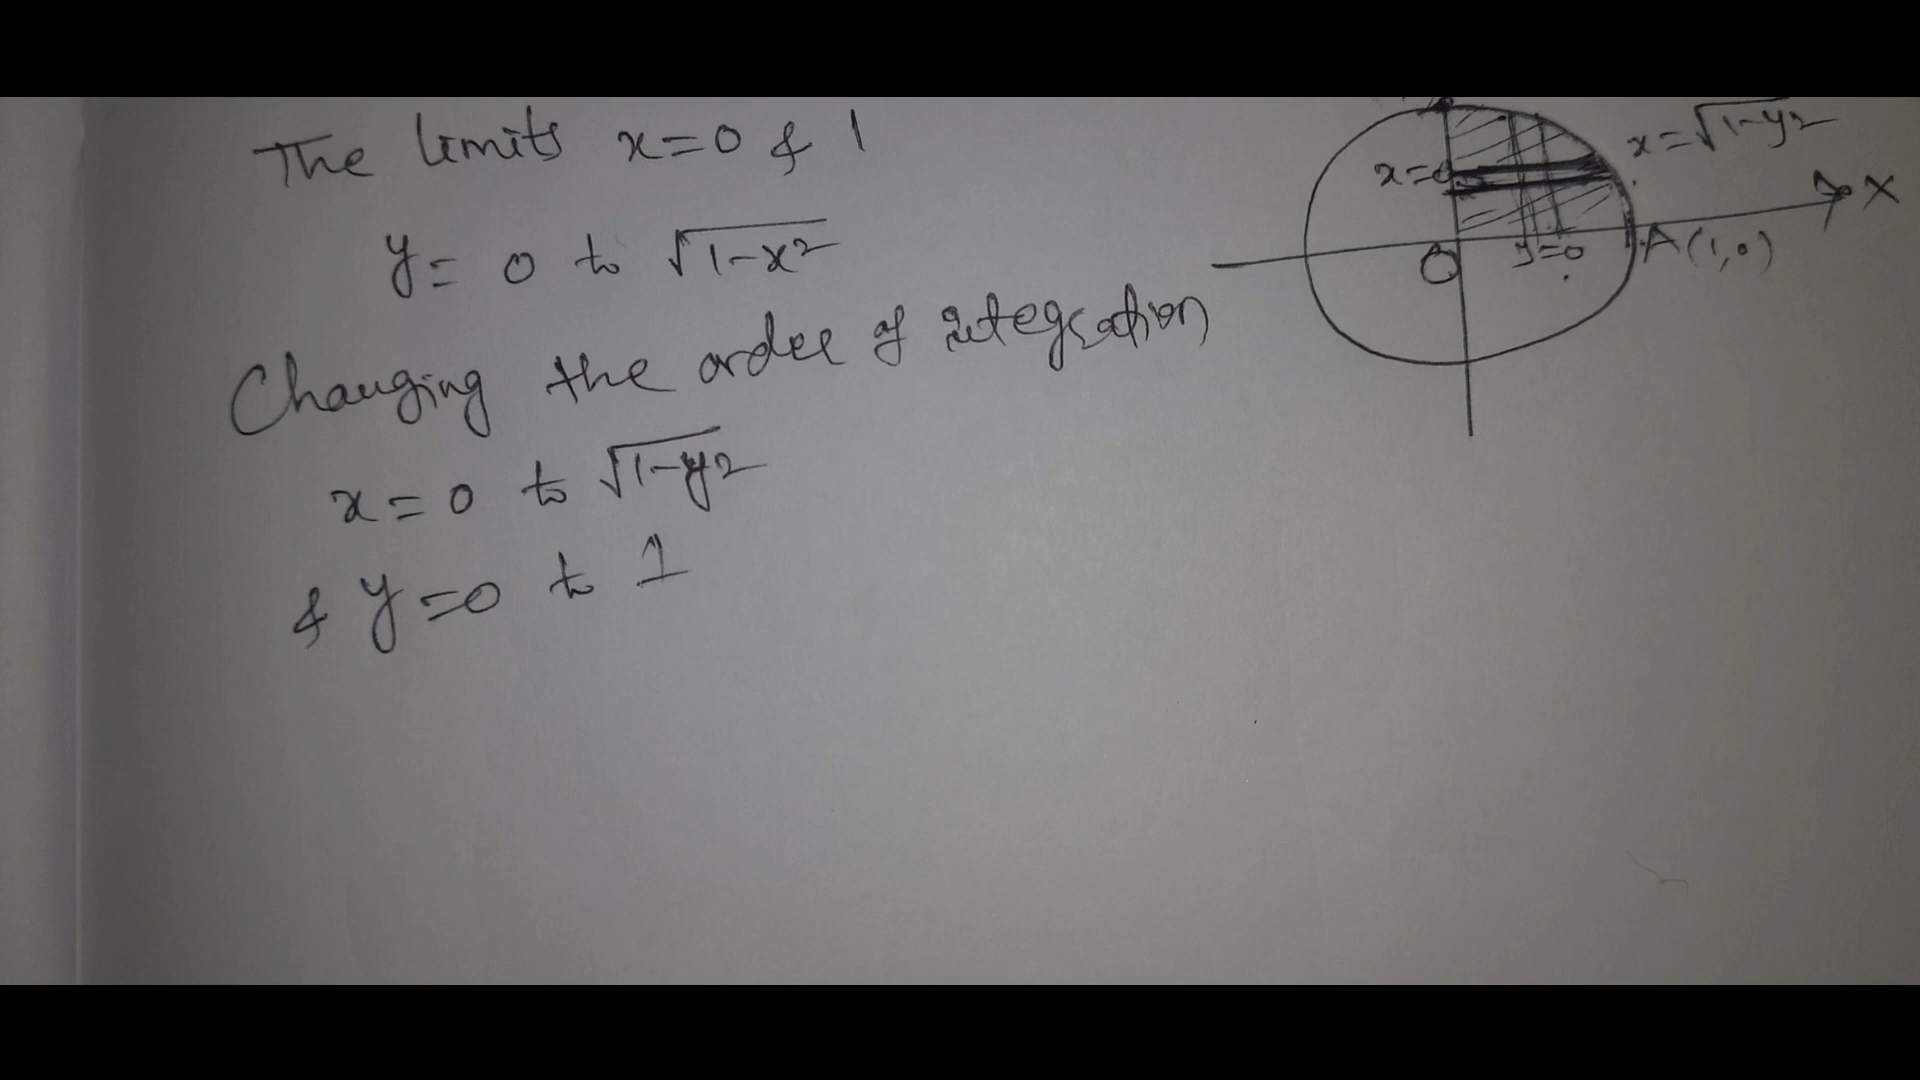 The limits x=0 & 1
y= 0 to √1-x²
Changing the order of integration
x=0 to √1-y²
& y=0 to 1
x=√1-y²
x=0
X
O
y=0
A(1,0)